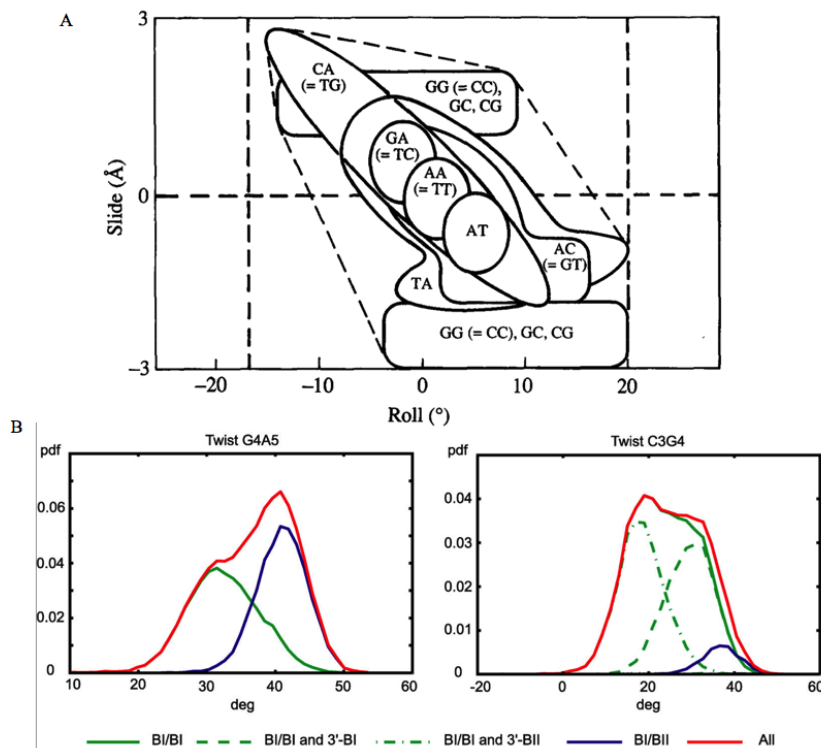 A
3
CA
(= TG)
GG (= CC),
GC, CG
GA
(= TC)
AA
(= TT)
Slide (Å)
0
AT
AC
(= GT)
TA
GG (= CC), GC, CG
-3
-20
-10
0
10
20
Roll (°)
B
Twist G4A5
pdf
0.06
0.04
0.02
0
10
20
30
40
50
60
deg
Twist C3G4
pdf
0.04
0.03
0.02
0.01
0
-20
0
20
40
60
deg
BI/BI
BI/BI and 3'-BI
BI/BI and 3'-BII
BI/BII
All